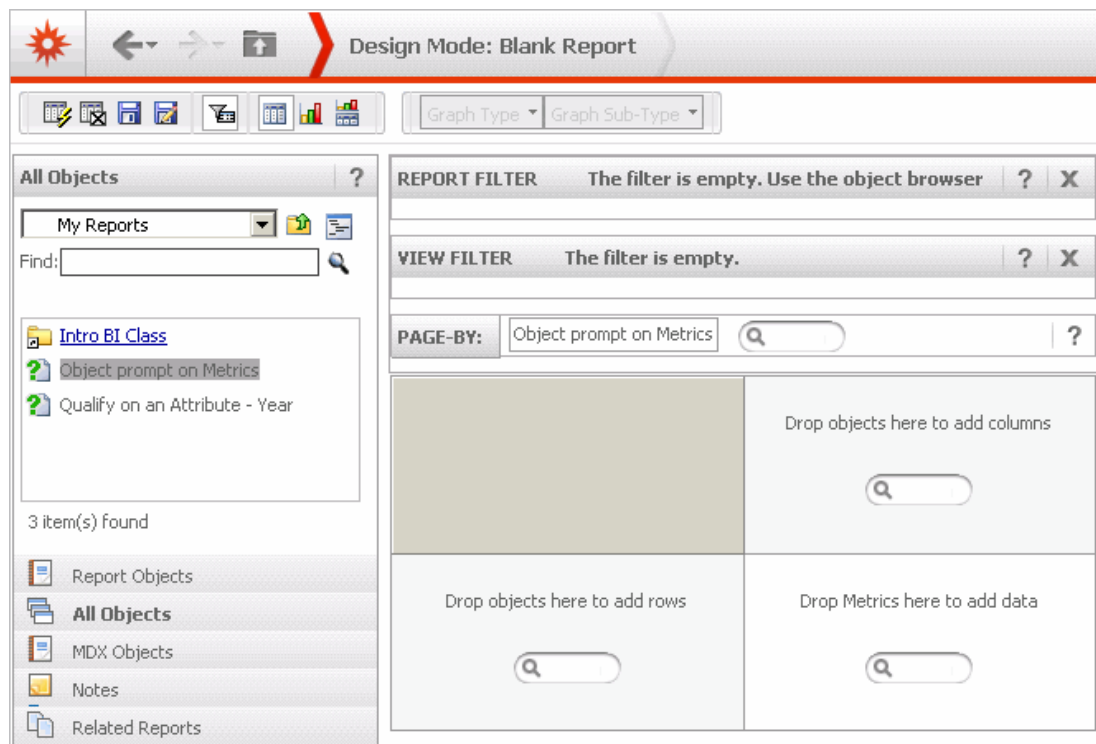 Design Mode: Blank Report
Graph Type Graph Sub-Type
All Objects ?
My Reports
Find:
Intro BI Class
Object prompt on Metrics
Qualify on an Attribute - Year
3 item(s) found
Report Objects
All Objects
MDX Objects
Notes
Related Reports
REPORT FILTER The filter is empty. Use the object browser ? X
VIEW FILTER The filter is empty. ? X
PAGE-BY: Object prompt on Metrics ?
Drop objects here to add columns
Drop objects here to add rows
Drop Metrics here to add data